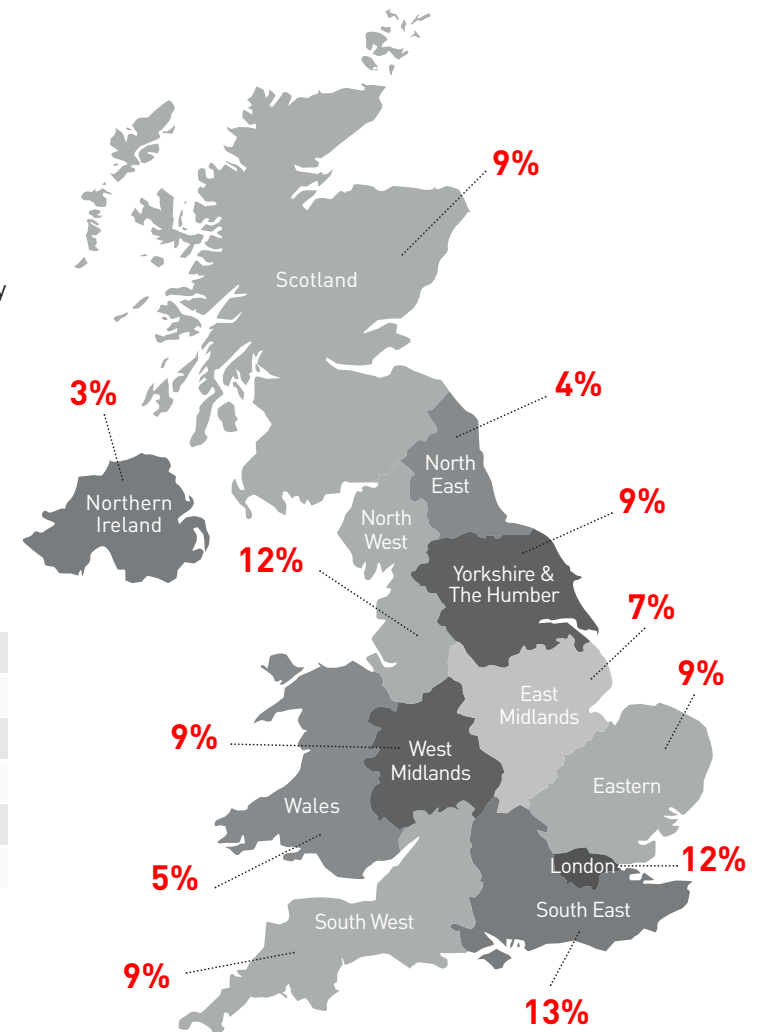 9%
Scotland
y
3%
4%
North
East
Northern
Ireland
9%
North
West
12%
Yorkshire &
The Humber
7%
East
Midlands
9%
9%
West
Midlands
Eastern
Wales
London
12%
5%
South East
South West
9%
13%